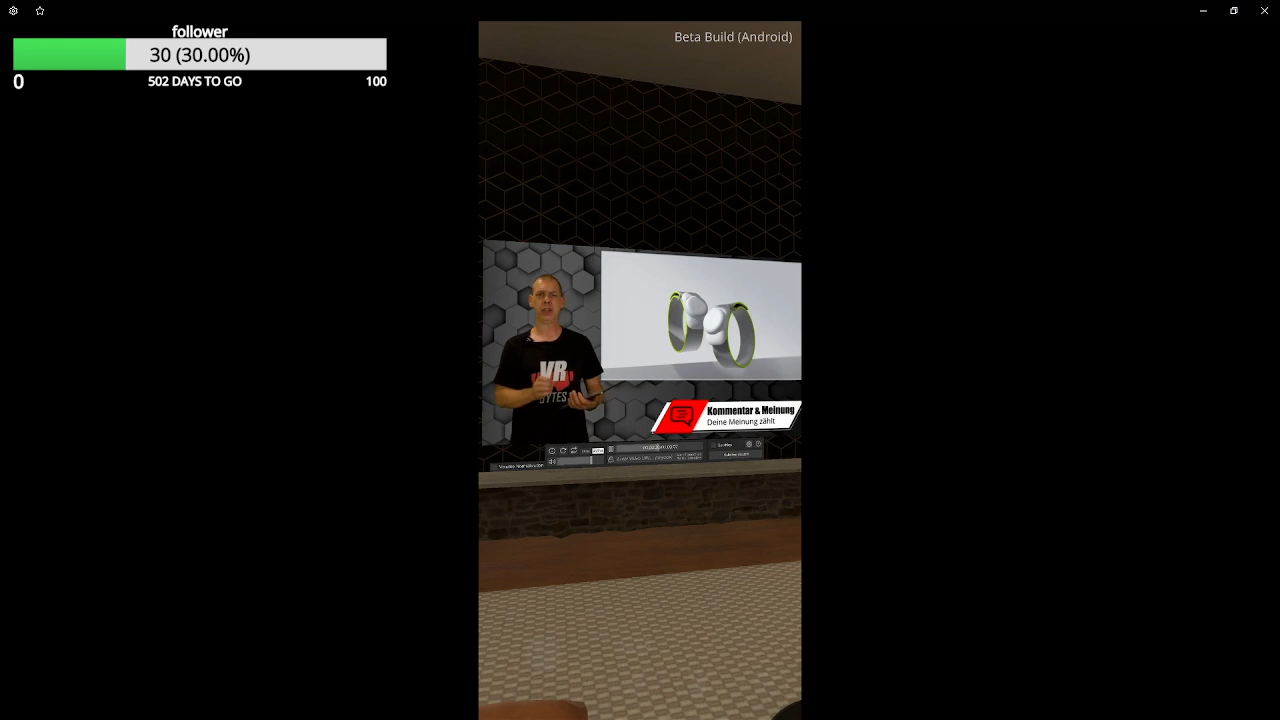 follower
30 (30.00%)
0
502 DAYS TO GO
100
Beta Build (Android)
VR
BYTES
Kommentar & Meinung
Deine Meinung zählt